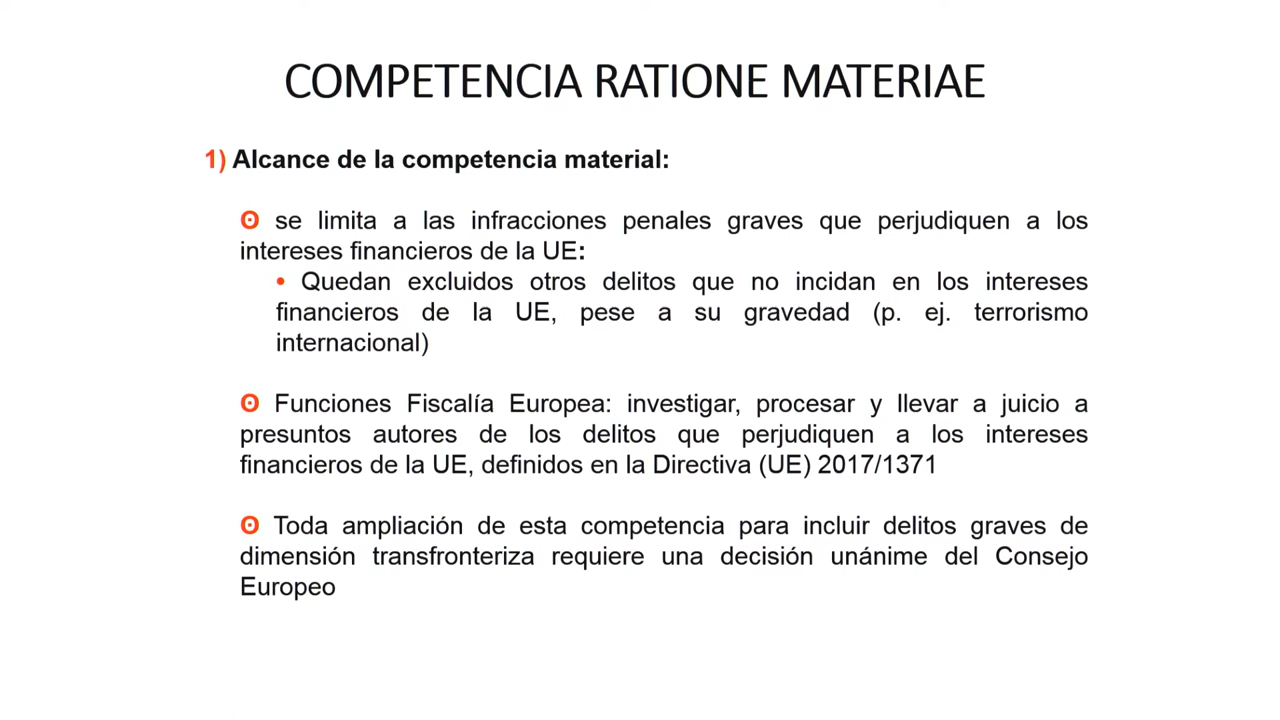 COMPETENCIA RATIONE MATERIAE
1) Alcance de la competencia material:
ʘ se limita a las infracciones penales graves que perjudiquen a los
intereses financieros de la UE:
• Quedan excluidos otros delitos que no incidan en los intereses
financieros de la UE, pese a su gravedad (p. ej. terrorismo
internacional)
ʘ Funciones Fiscalía Europea: investigar, procesar y llevar a juicio a
presuntos autores de los delitos que perjudiquen a los intereses
financieros de la UE, definidos en la Directiva (UE) 2017/1371
ʘ Toda ampliación de esta competencia para incluir delitos graves de
dimensión transfronteriza requiere una decisión unánime del Consejo
Europeo